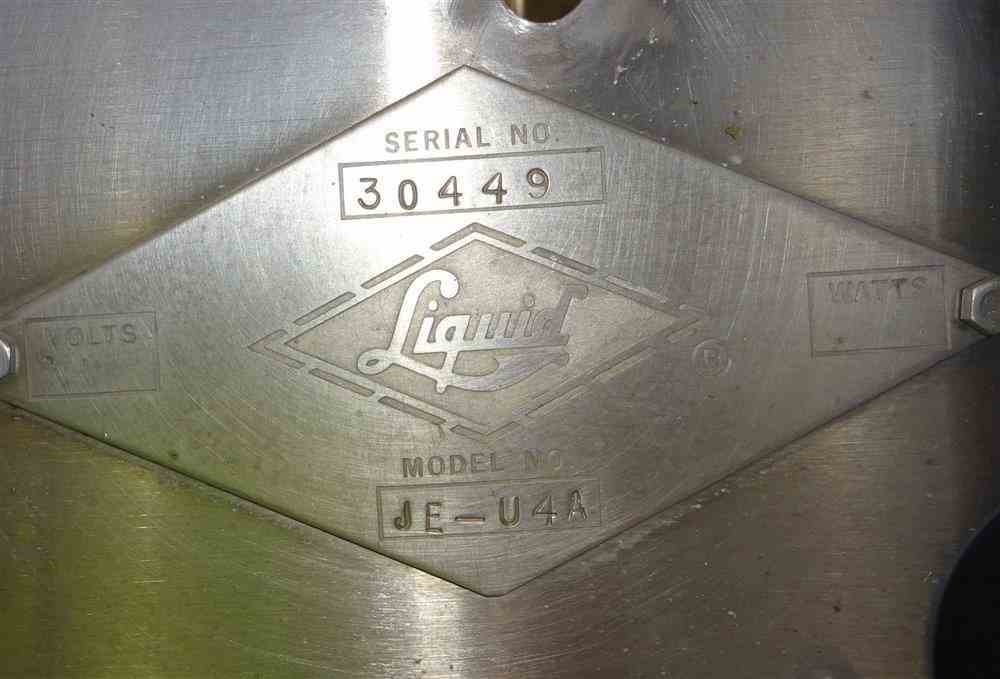 SERIAL NO.
30449
Liquid
®
VOLTS
WATTS
MODEL NO.
JE-U4A